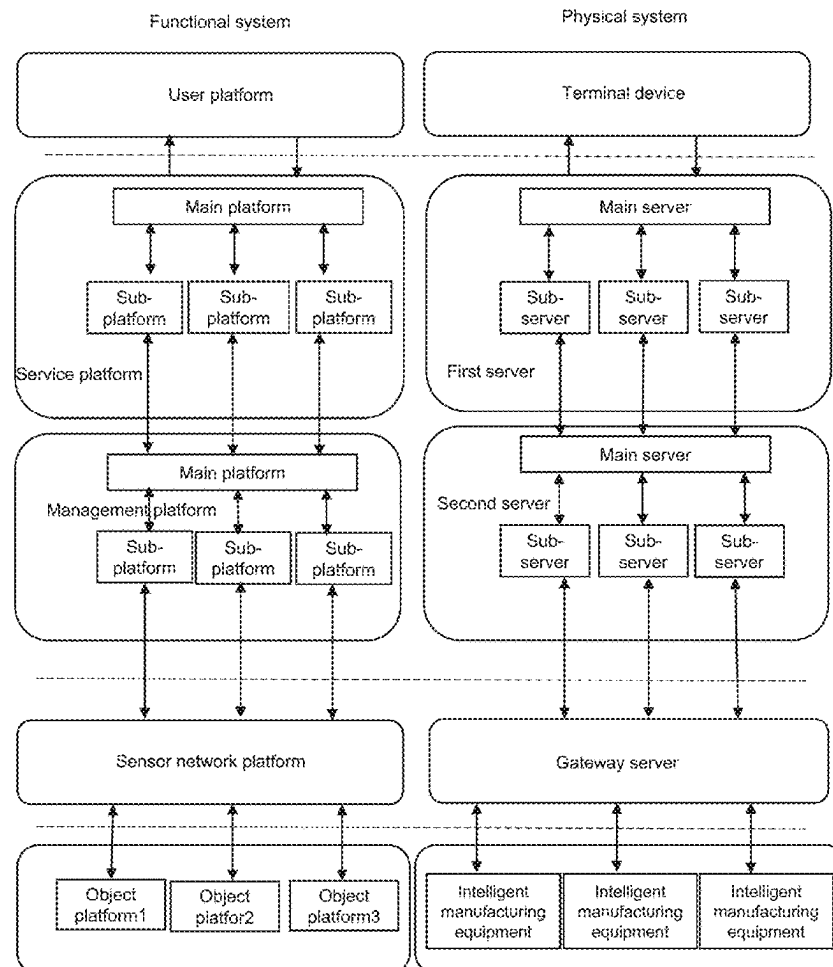 Functional system
Physical system
User platform
Terminal device
Main platform
Main server
Sub-
platform
Sub-
platform
Sub-
platform
Sub-
server
Sub-
server
Sub-
server
Service platform
First server
Main platform
Main server
Management platform
Second server
Sub-
platform
Sub-
platform
Sub-
platform
Sub-
server
Sub-
server
Sub-
server
Sensor network platform
Gateway server
Object
platform1
Object
platfor2
Object
platform3
Intelligent
manufacturing
equipment
Intelligent
manufacturing
equipment
Intelligent
manufacturing
equipment